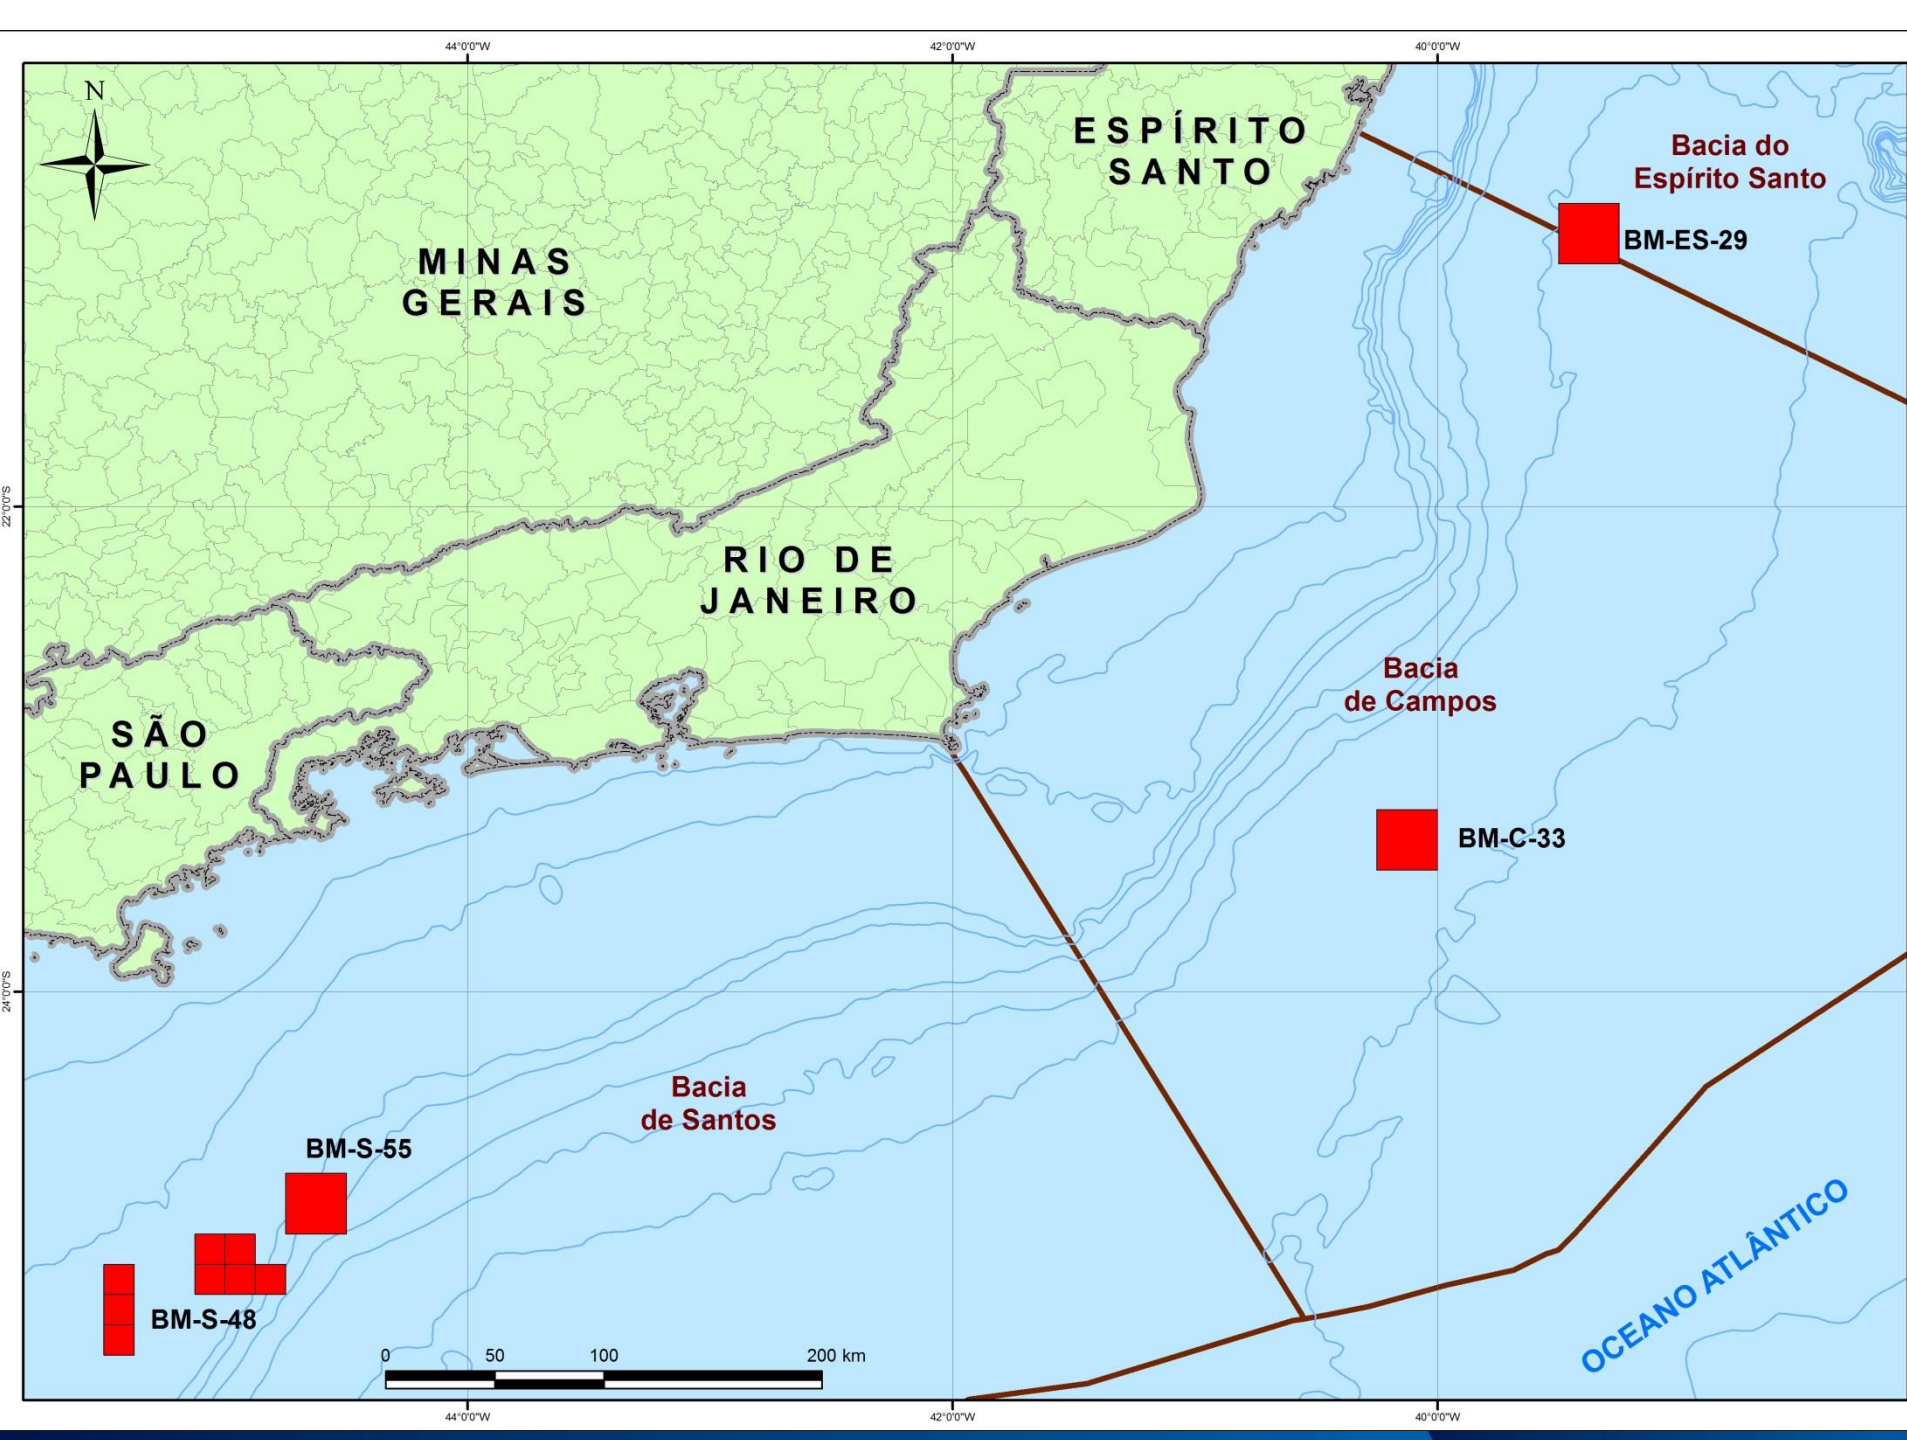 44°0'0"W
42°0'0"W
40°0'0"W
N
ESPÍRITO
SANTO
Bacia do
Espírito Santo
BM-ES-29
MINAS
GERAIS
22°0'0"S
RIO DE
JANEIRO
Bacia
de Campos
SÃO
PAULO
BM-C-33
24°0'0"S
Bacia
de Santos
BM-S-55
BM-S-48
OCEANO ATLÂNTICO
0 50 100 200 km
44°0'0"W
42°0'0"W
40°0'0"W